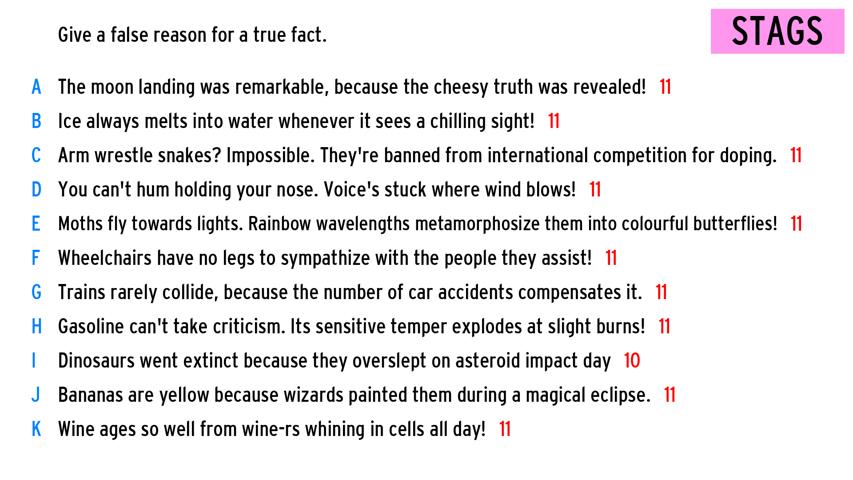 Give a false reason for a true fact.
STAGS
A The moon landing was remarkable, because the cheesy truth was revealed! 11
B Ice always melts into water whenever it sees a chilling sight! 11
C Arm wrestle snakes? Impossible. They're banned from international competition for doping. 11
D You can't hum holding your nose. Voice's stuck where wind blows! 11
E Moths fly towards lights. Rainbow wavelengths metamorphosize them into colourful butterflies! 11
F Wheelchairs have no legs to sympathize with the people they assist! 11
G Trains rarely collide, because the number of car accidents compensates it. 11
H Gasoline can't take criticism. Its sensitive temper explodes at slight burns! 11
I Dinosaurs went extinct because they overslept on asteroid impact day 10
J Bananas are yellow because wizards painted them during a magical eclipse. 11
K Wine ages so well from wine-rs whining in cells all day! 11